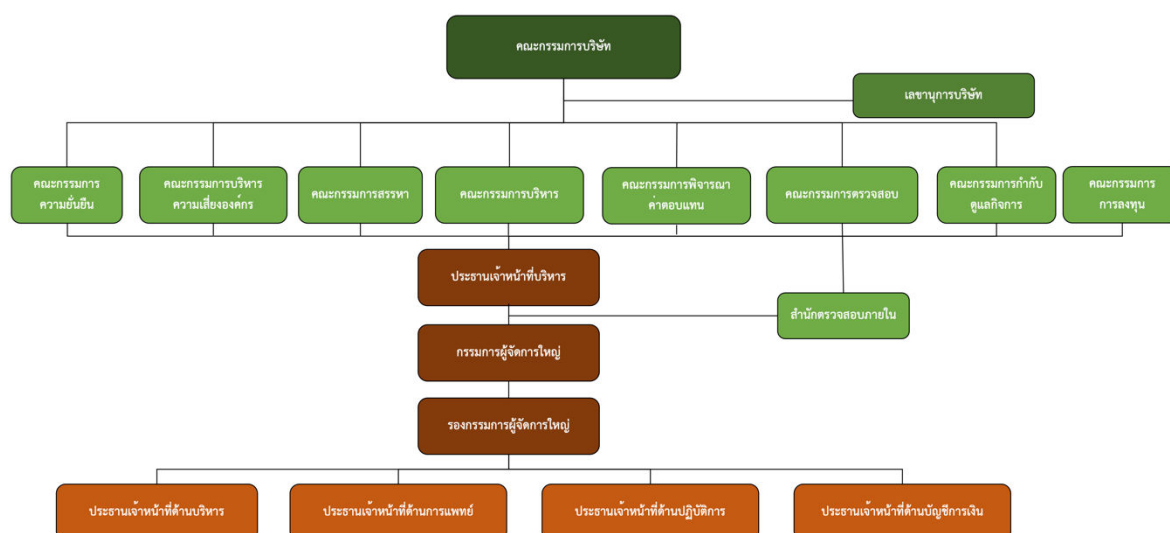 คณะกรรมการบริษัท
เลขานุการบริษัท
คณะกรรมการ
ความยั่งยืน
คณะกรรมการบริหาร
ความเสี่ยงองค์กร
คณะกรรมการสรรหา
คณะกรรมการบริหาร
คณะกรรมการพิจารณา
ค่าตอบแทน
คณะกรรมการตรวจสอบ
คณะกรรมการกำกับ
ดูแลกิจการ
คณะกรรมการ
การลงทุน
ประธานเจ้าหน้าที่บริหาร
สำนักตรวจสอบภายใน
กรรมการผู้จัดการใหญ่
รองกรรมการผู้จัดการใหญ่
ประธานเจ้าหน้าที่ด้านบริหาร
ประธานเจ้าหน้าที่ด้านการแพทย์
ประธานเจ้าหน้าที่ด้านปฏิบัติการ
ประธานเจ้าหน้าที่ด้านบัญชีการเงิน